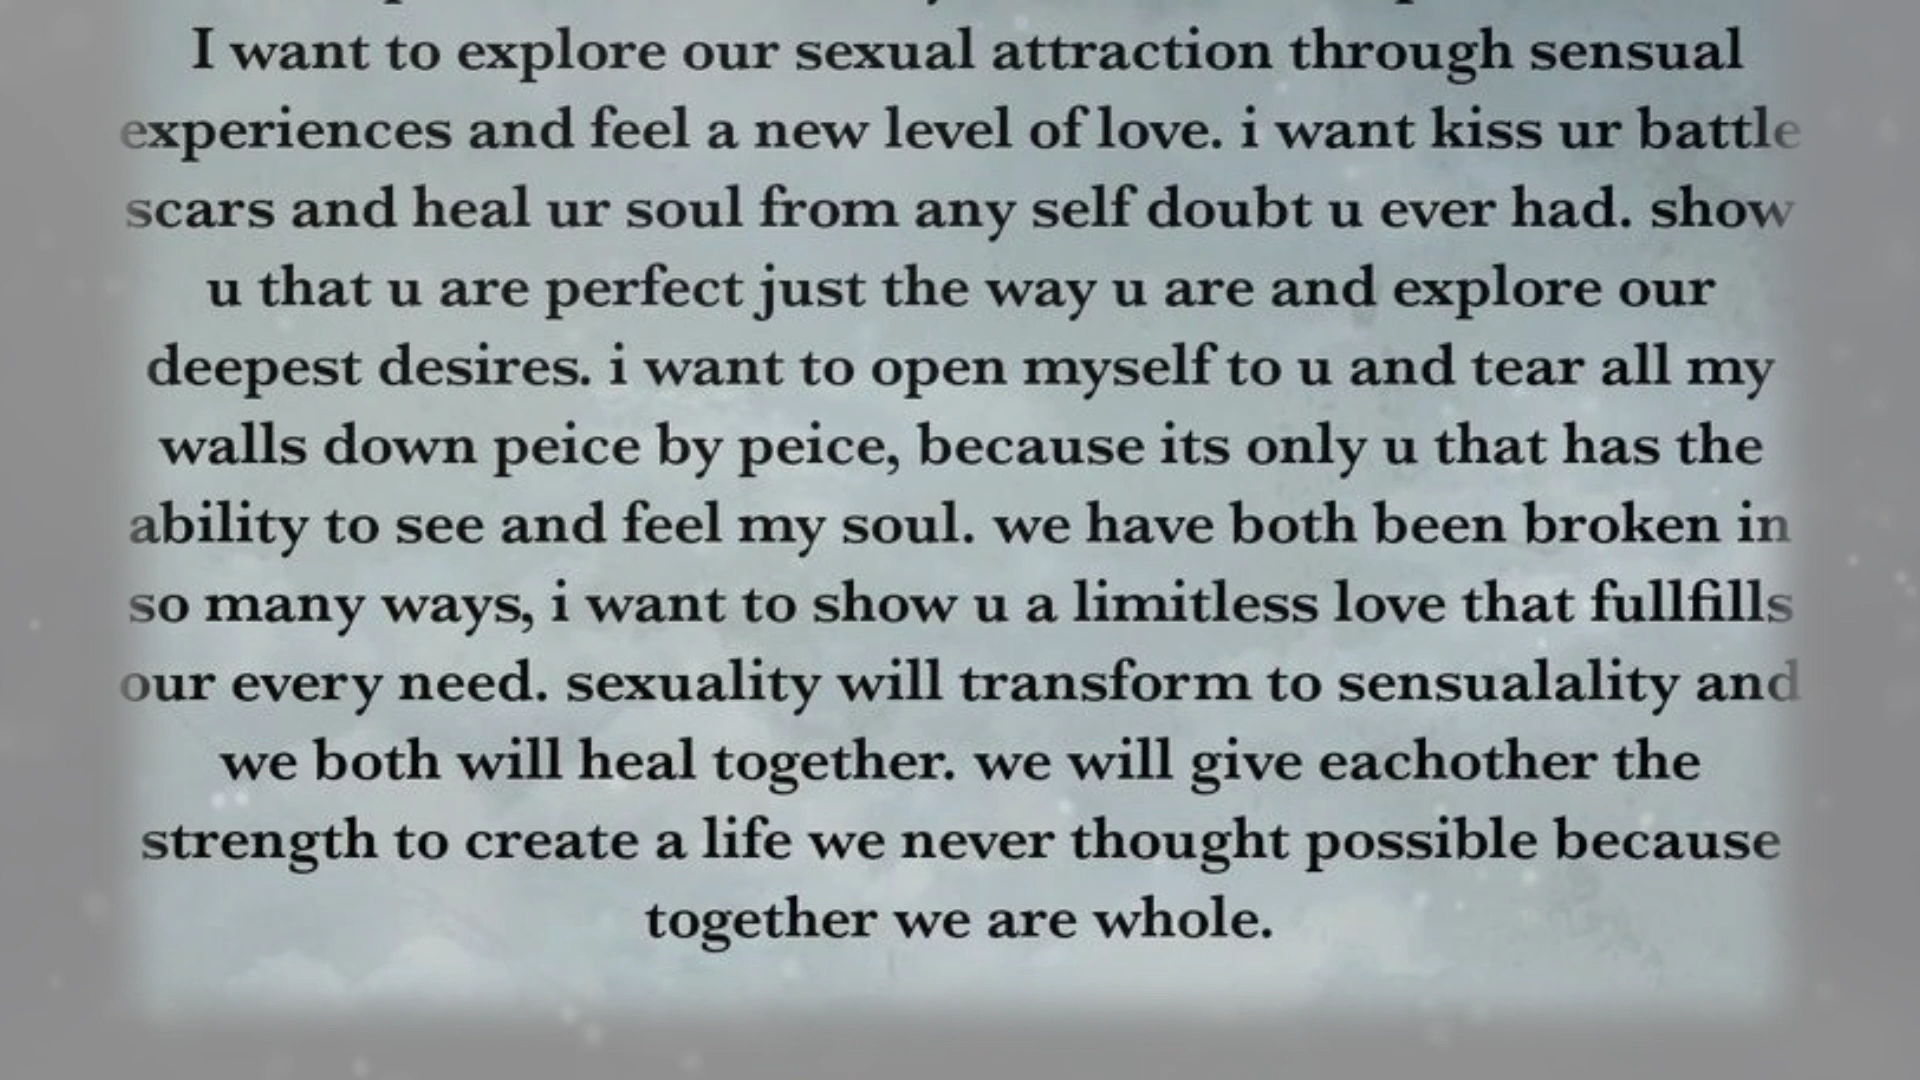 I want to explore our sexual attraction through sensual
experiences and feel a new level of love. i want kiss ur battle
scars and heal ur soul from any self doubt u ever had. show
u that u are perfect just the way u are and explore our
deepest desires. i want to open myself to u and tear all my
walls down peice by peice, because its only u that has the
ability to see and feel my soul. we have both been broken in
so many ways, i want to show u a limitless love that fullfills
our every need. sexuality will transform to sensualality and
we both will heal together. we will give eachother the
strength to create a life we never thought possible because
together we are whole.